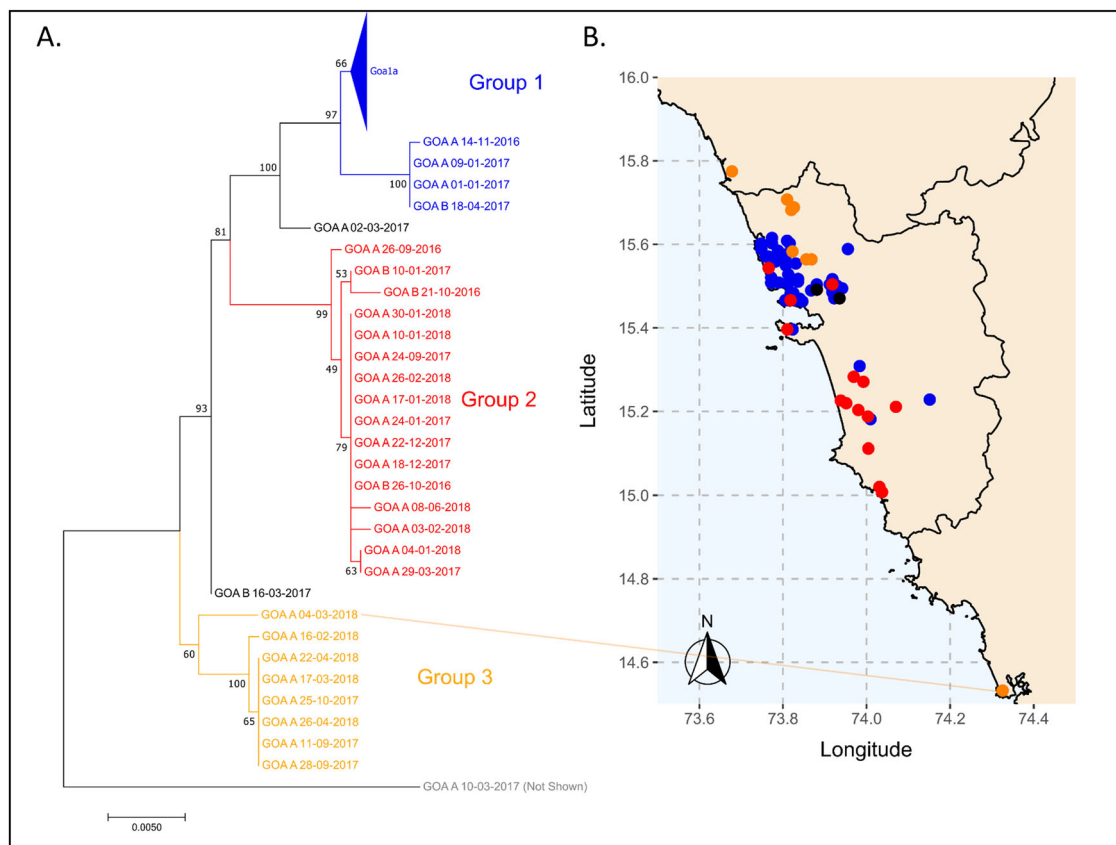 A.
66
Goa1a
Group 1
97
GOA A 14-11-2016
GOA A 09-01-2017
100
GOA A 01-01-2017
100
GOA B 18-04-2017
GOA A 02-03-2017
81
GOA A 26-09-2016
GOA B 10-01-2017
53
GOA B 21-10-2016
99
GOA A 30-01-2018
GOA A 10-01-2018
GOA A 24-09-2017
49
GOA A 26-02-2018
GOA A 17-01-2018
Group 2
93
GOA A 24-01-2017
GOA A 22-12-2017
79
GOA A 18-12-2017
GOA B 26-10-2016
GOA A 08-06-2018
GOA A 03-02-2018
GOA A 04-01-2018
63
GOA A 29-03-2017
GOA B 16-03-2017
GOA A 04-03-2018
GOA A 16-02-2018
60
GOA A 22-04-2018
100
GOA A 17-03-2018
Group 3
GOA A 25-10-2017
65
GOA A 26-04-2018
GOA A 11-09-2017
GOA A 28-09-2017
GOA A 10-03-2017 (Not Shown)
0.0050
B.
16.0
15.8
15.6
15.4
15.2
15.0
14.8
14.6
Latitude
N
73.6 73.8 74.0 74.2 74.4
Longitude